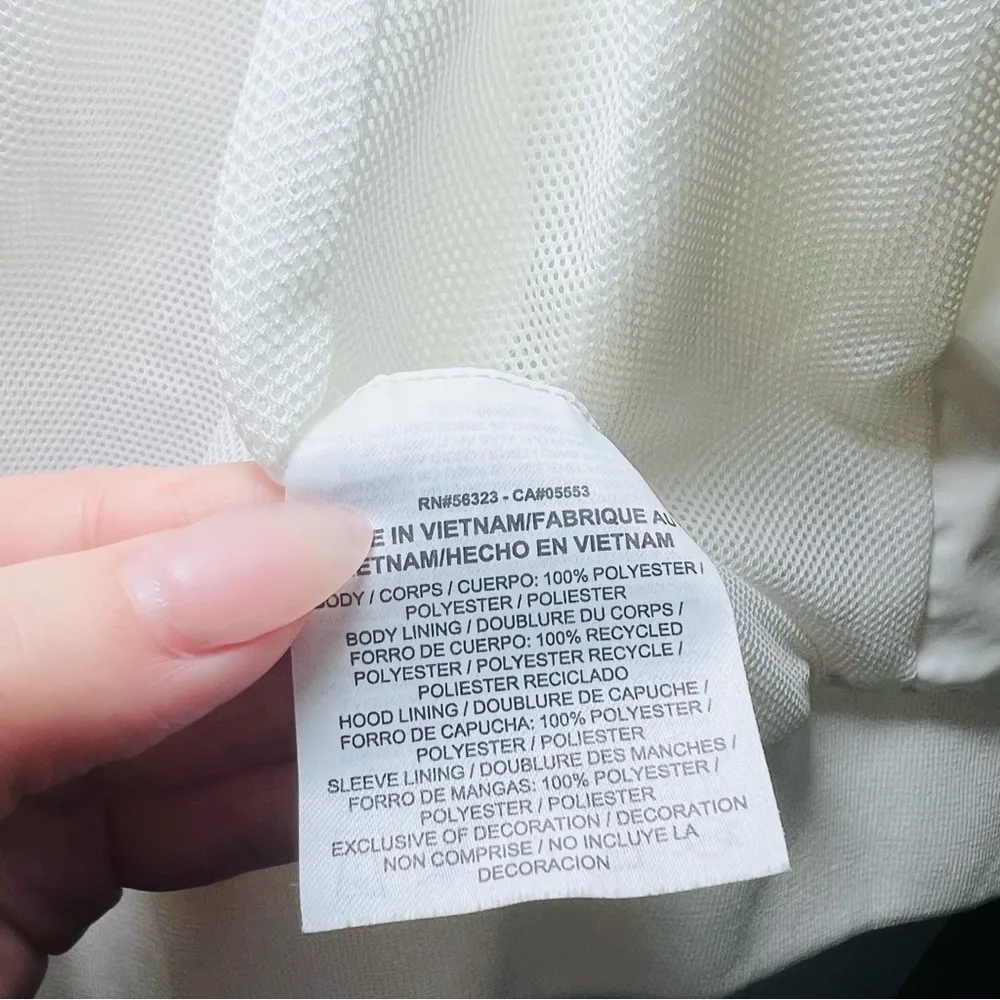 RN#56323 - CA#05553
E IN VIETNAM/FABRIQUE AU
ETNAM/HECHO EN VIETNAM
BODY / CORPS / CUERPO: 100% POLYESTER /
POLYESTER / POLIESTER
BODY LINING / DOUBLURE DU CORPS /
FORRO DE CUERPO: 100% RECYCLED
POLYESTER / POLYESTER RECYCLE /
POLIESTER RECICLADO
HOOD LINING / DOUBLURE DE CAPUCHE /
FORRO DE CAPUCHA: 100% POLYESTER /
POLYESTER / POLIESTER
SLEEVE LINING / DOUBLURE DES MANCHES /
FORRO DE MANGAS: 100% POLYESTER /
POLYESTER / POLIESTER
EXCLUSIVE OF DECORATION / DECORATION
NON COMPRISE / NO INCLUYE LA
DECORACION